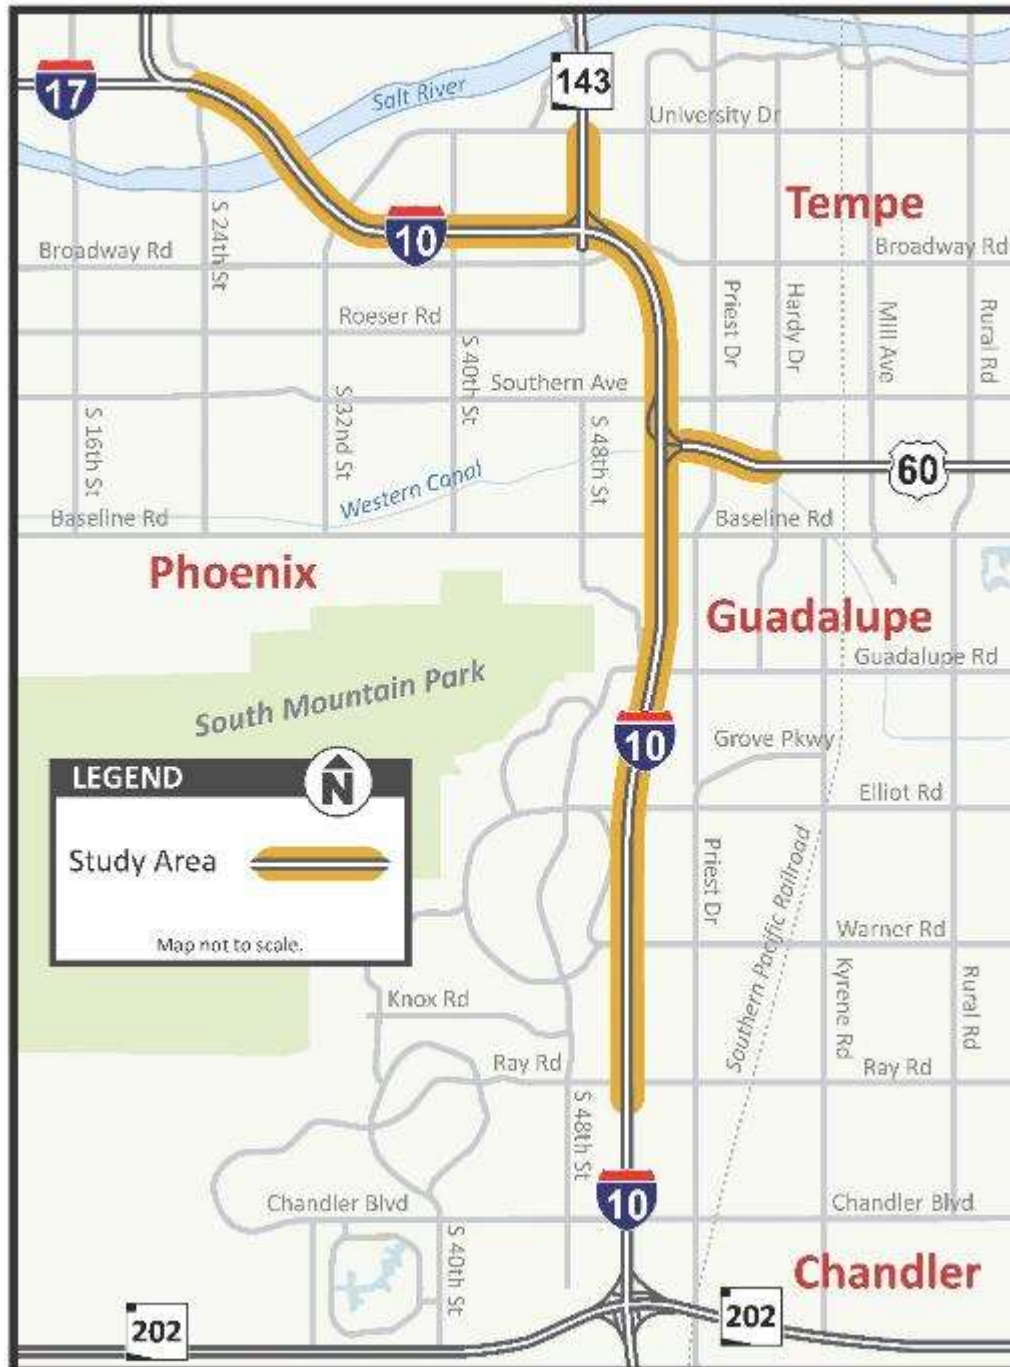 17
143
Salt River
University Dr
Tempe
S 24th St
10
Broadway Rd
Broadway Rd
Priest Dr
Hardy Dr
Mill Ave
Rural Rd
Roeser Rd
S 40th St
Southern Ave
S 32nd St
S 16th St
S 48th St
60
Western Canal
Baseline Rd
Baseline Rd
Phoenix
Guadalupe
Guadalupe Rd
South Mountain Park
10
Grove Pkwy
LEGEND
N
Elliot Rd
Study Area
Priest Dr
Southern Pacific Railroad
Warner Rd
Map not to scale.
Kyrene Rd
Rural Rd
Knox Rd
Ray Rd
Ray Rd
S 48th St
10
Chandler Blvd
Chandler Blvd
S 40th St
Chandler
202
202